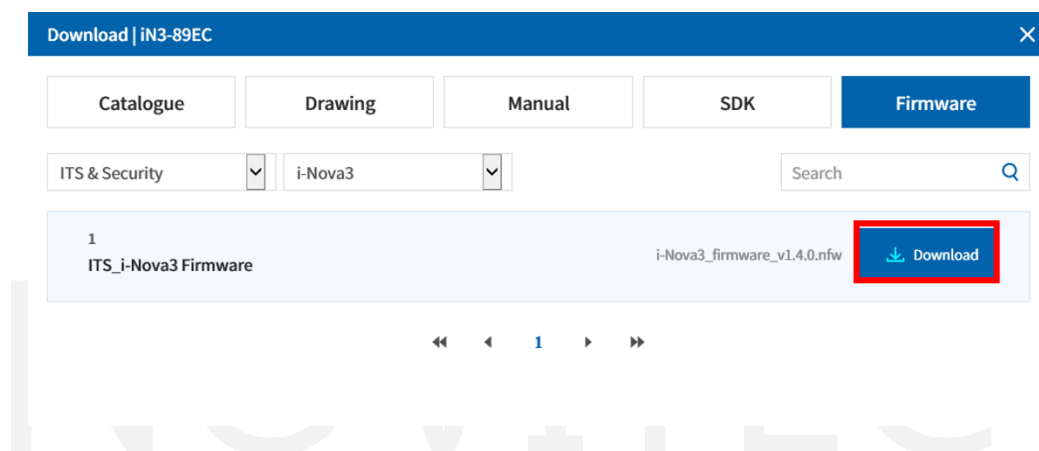 Download | iN3-89EC
Catalogue Drawing Manual SDK Firmware
ITS & Security i-Nova3 Search
1
ITS_i-Nova3 Firmware i-Nova3_firmware_v1.4.0.nfw Download
1